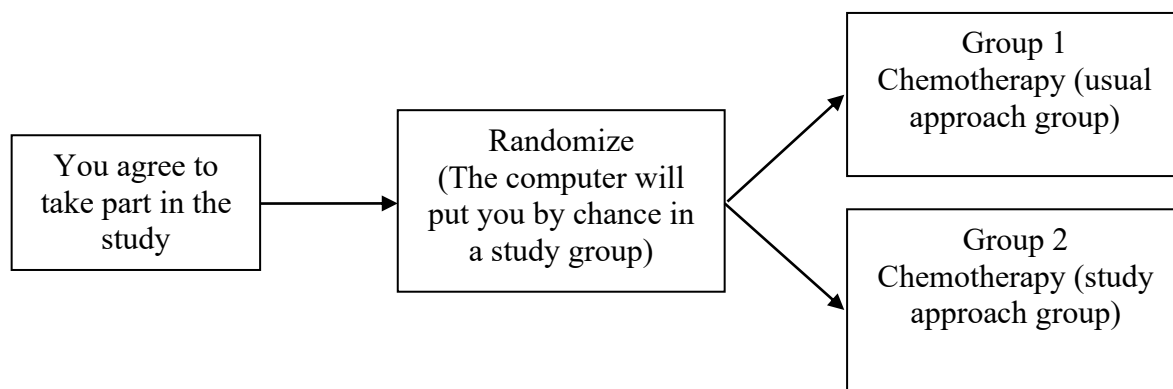 You agree to
take part in the
study
Randomize
(The computer will
put you by chance in
a study group)
Group 1
Chemotherapy (usual
approach group)
Group 2
Chemotherapy (study
approach group)